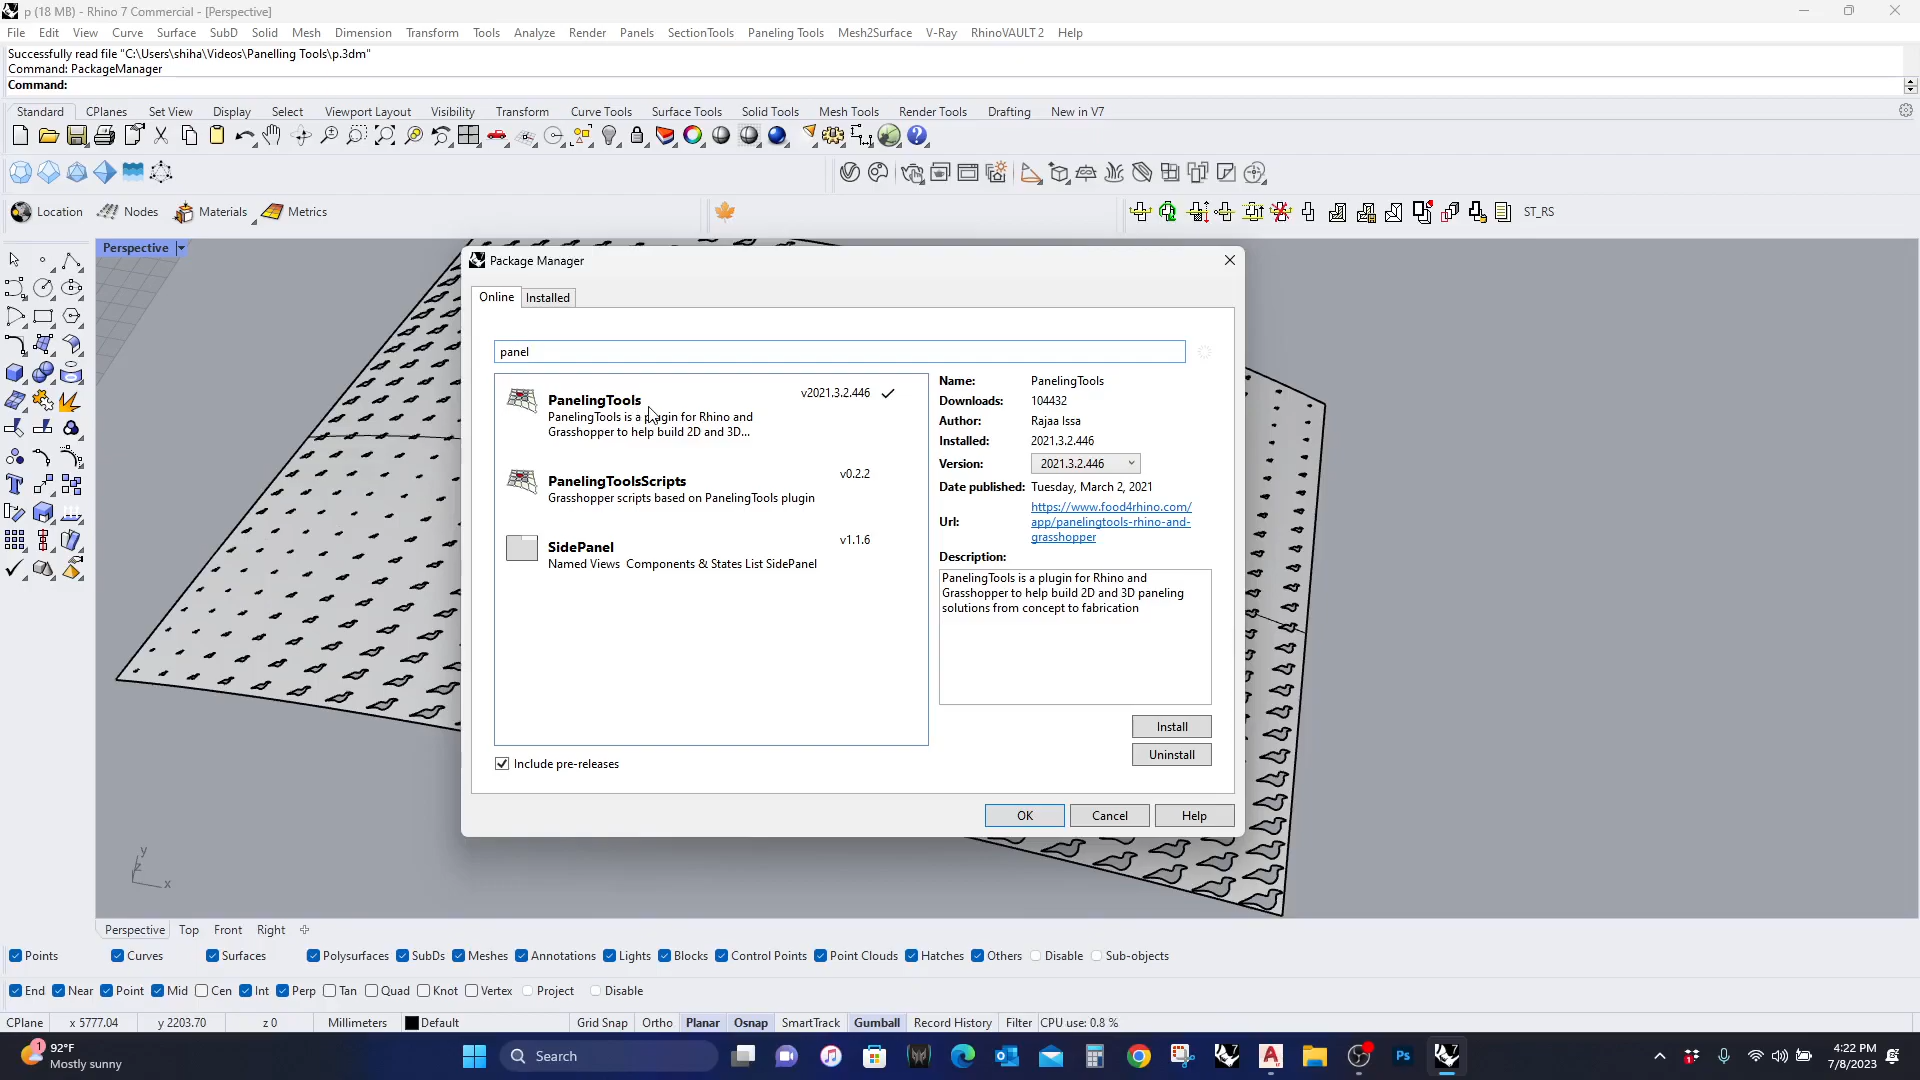 p (18 MB) - Rhino 7 Commercial - [Perspective]
File Edit View Curve Surface SubD Solid Mesh Dimension Transform Tools Analyze Render Panels SectionTools Paneling Tools Mesh2Surface V-Ray RhinoVAULT 2 Help
Successfully read file "C:\Users\shiha\Videos\Panelling Tools\p.3dm"
Command: PackageManager
Command:
Standard CPlanes Set View Display Select Viewport Layout Visibility Transform Curve Tools Surface Tools Solid Tools Mesh Tools Render Tools Drafting New in V7
Location Nodes Materials Metrics ST_RS
Perspective
Package Manager
Online Installed
panel
PanelingTools v2021.3.2.446
PanelingTools is a plugin for Rhino and
Grasshopper to help build 2D and 3D...
PanelingToolsScripts v0.2.2
Grasshopper scripts based on PanelingTools plugin
SidePanel v1.1.6
Named Views Components & States List SidePanel
Include pre-releases
Name: PanelingTools
Downloads: 104432
Author: Rajaa Issa
Installed: 2021.3.2.446
Version: 2021.3.2.446
Date published: Tuesday, March 2, 2021
Url: https://www.food4rhino.com/
app/panelingtools-rhino-and-
grasshopper
Description:
PanelingTools is a plugin for Rhino and
Grasshopper to help build 2D and 3D paneling
solutions from concept to fabrication
Install
Uninstall
OK Cancel Help
y
z
x
Perspective Top Front Right
Points Curves Surfaces Polysurfaces SubDs Meshes Annotations Lights Blocks Control Points Point Clouds Hatches Others Disable Sub-objects
End Near Point Mid Cen Int Perp Tan Quad Knot Vertex Project Disable
CPlane x 5777.04 y 2203.70 z 0 Millimeters Default Grid Snap Ortho Planar Osnap SmartTrack Gumball Record History Filter CPU use: 0.8 %
1
92°F
Mostly sunny
Search
Ps
4:22 PM
7/8/2023